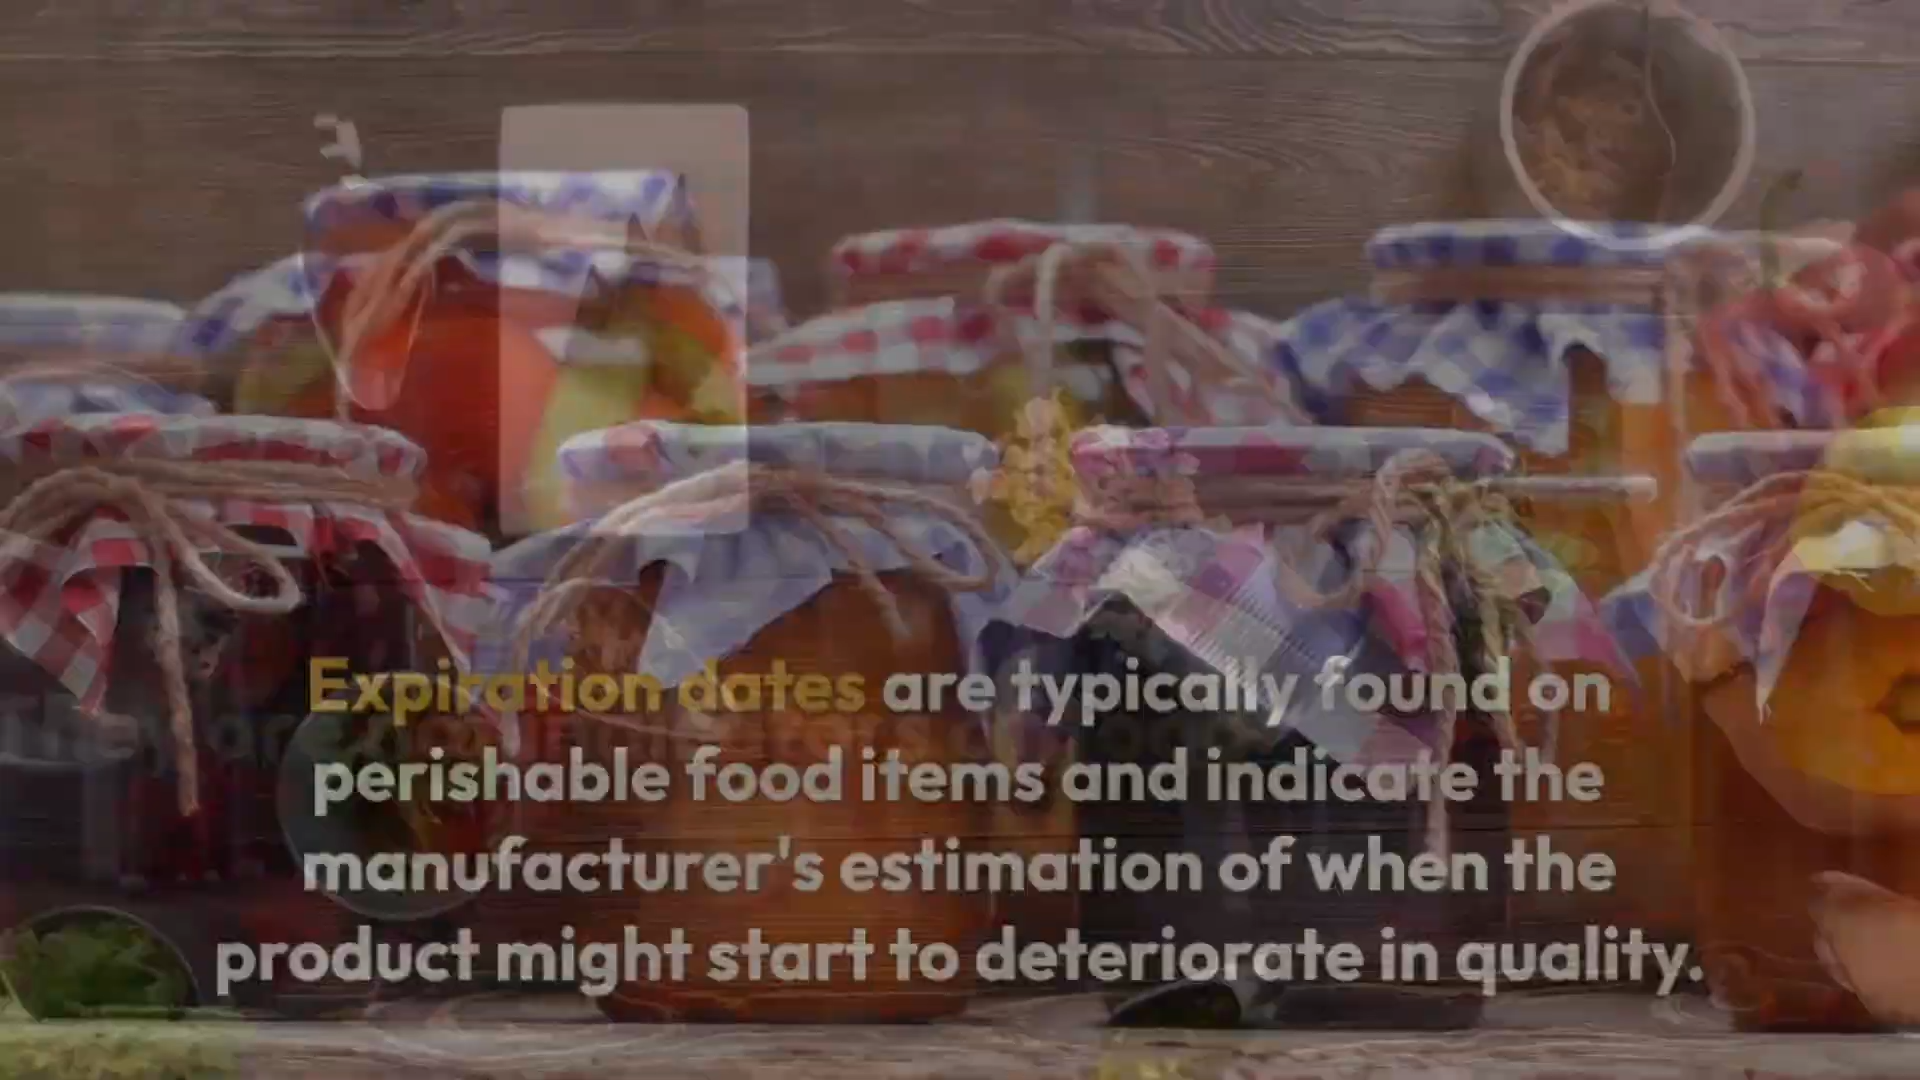 Expiration dates are typically found on
perishable food items and indicate the
manufacturer's estimation of when the
product might start to deteriorate in quality.